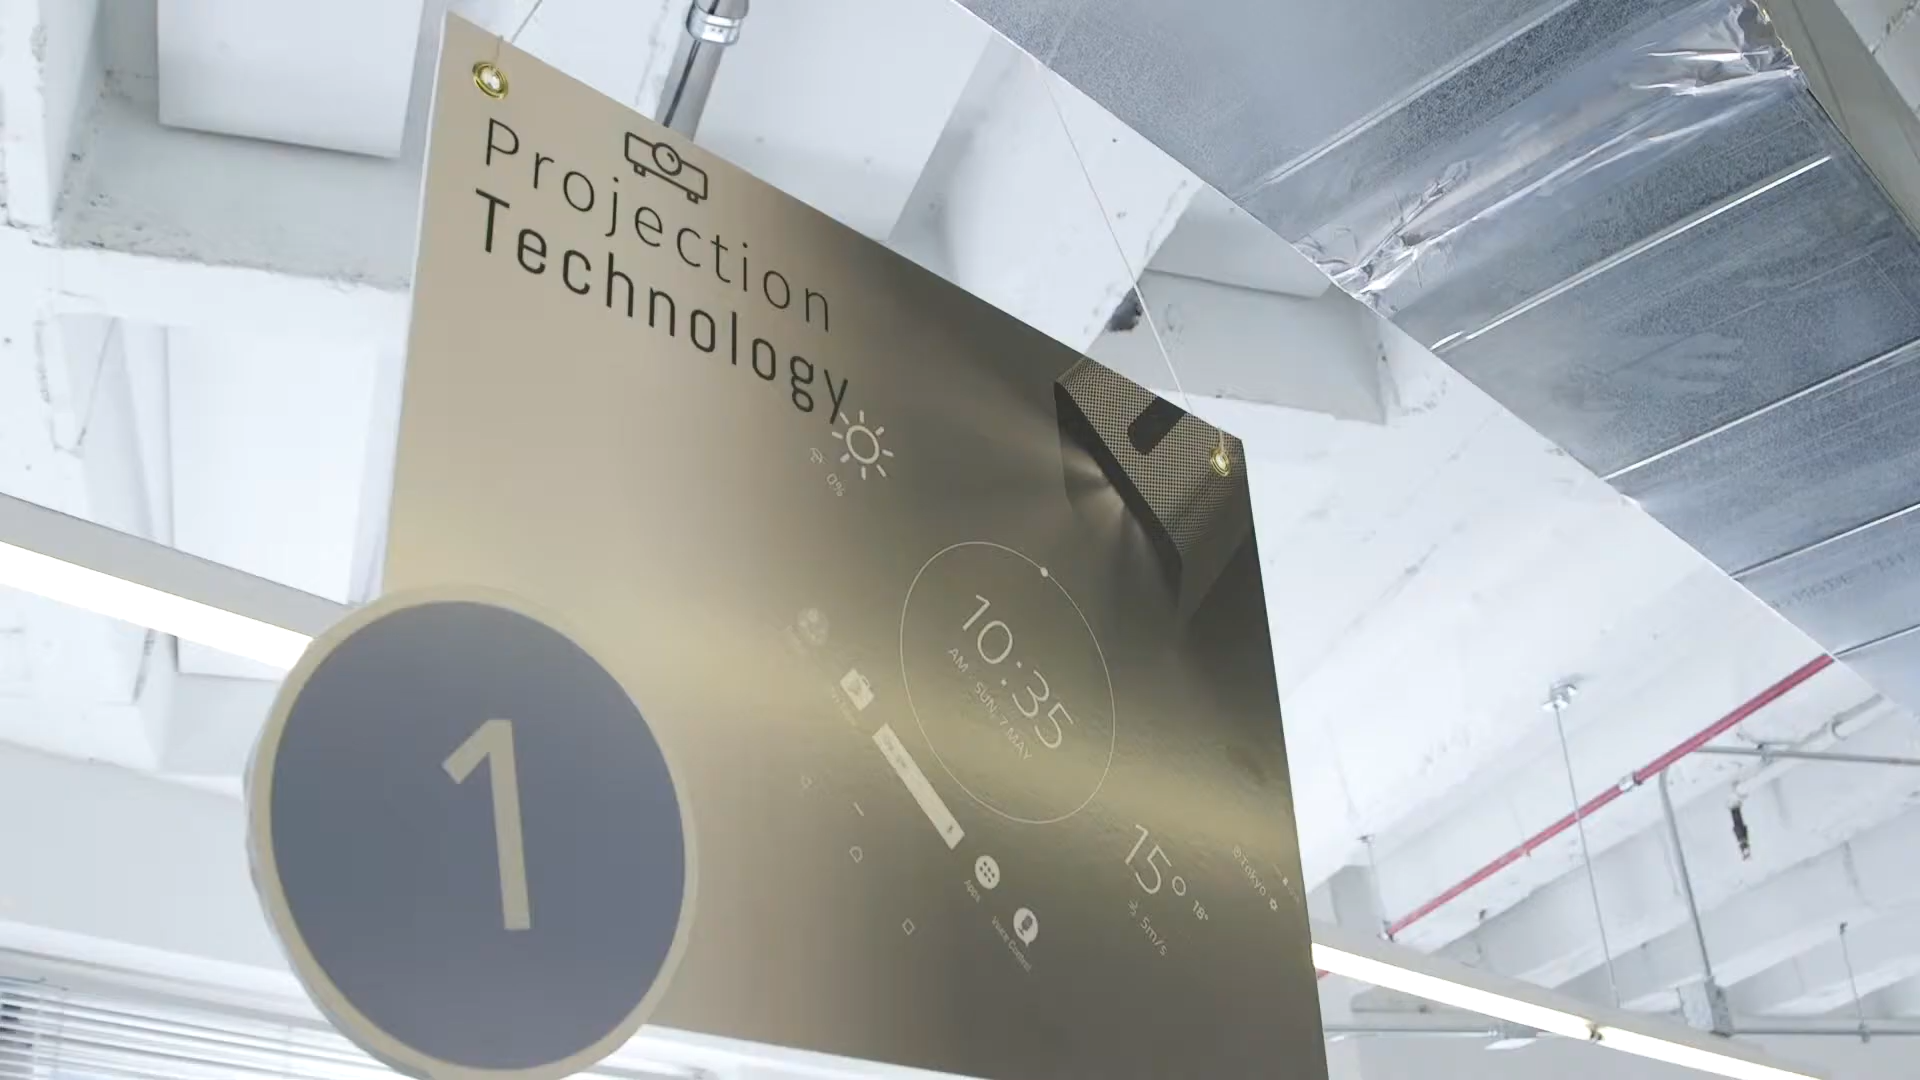 Projection
Technology
0%
10:35
AM SUN, 7 MAY
15°
18°
5m/s
Tokyo
Apps
Voice Control
1